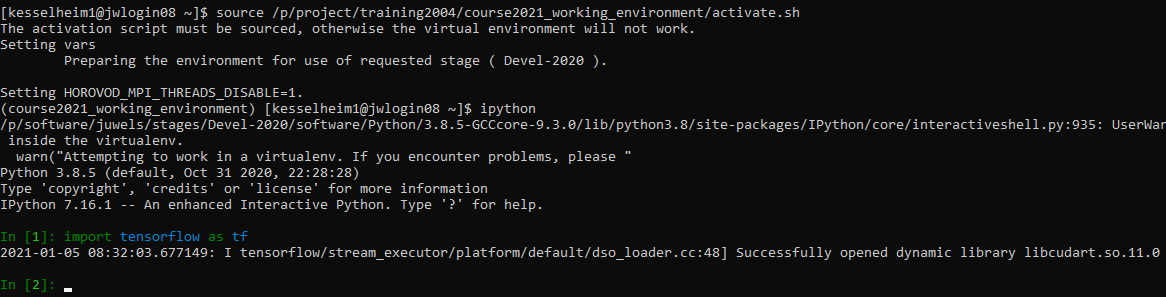 [kesselheim1@jwlogin08 ~]$ source /p/project/training2004/course2021_working_environment/activate.sh
The activation script must be sourced, otherwise the virtual environment will not work.
Setting vars
        Preparing the environment for use of requested stage ( Devel-2020 ).

Setting HOROVOD_MPI_THREADS_DISABLE=1.
(course2021_working_environment) [kesselheim1@jwlogin08 ~]$ ipython
/p/software/juwels/stages/Devel-2020/software/Python/3.8.5-GCCcore-9.3.0/lib/python3.8/site-packages/IPython/core/interactiveshell.py:935: UserWar
 inside the virtualenv.
  warn("Attempting to work in a virtualenv. If you encounter problems, please "
Python 3.8.5 (default, Oct 31 2020, 22:28:28)
Type 'copyright', 'credits' or 'license' for more information
IPython 7.16.1 -- An enhanced Interactive Python. Type '?' for help.

In [1]: import tensorflow as tf
2021-01-05 08:32:03.677149: I tensorflow/stream_executor/platform/default/dso_loader.cc:48] Successfully opened dynamic library libcudart.so.11.0

In [2]: